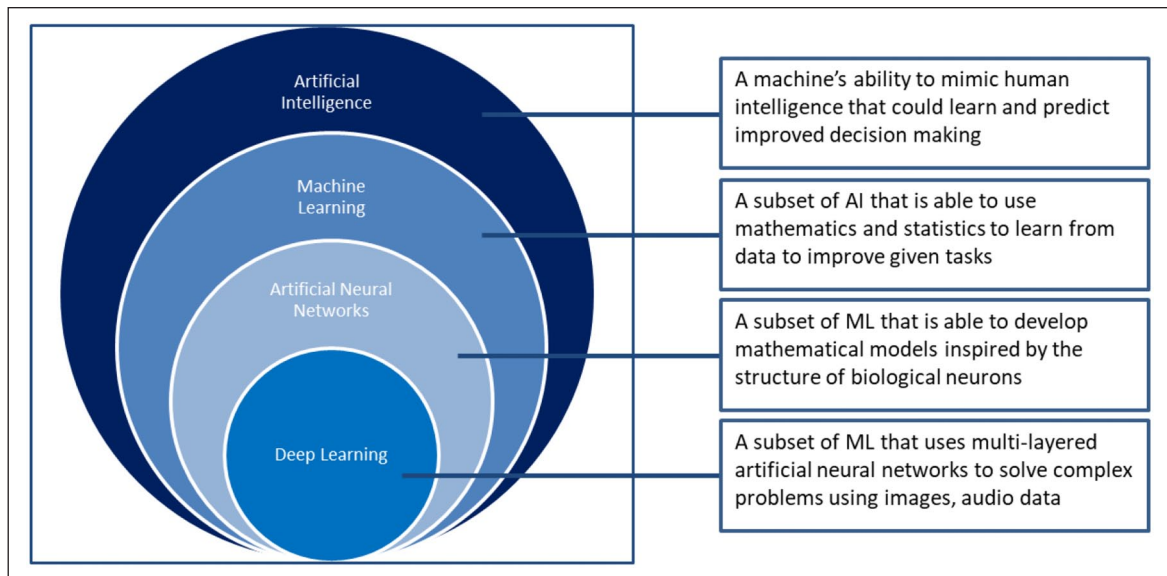 Artificial
Intelligence
A machine’s ability to mimic human
intelligence that could learn and predict
improved decision making
Machine
Learning
A subset of AI that is able to use
mathematics and statistics to learn from
data to improve given tasks
Artificial Neural
Networks
A subset of ML that is able to develop
mathematical models inspired by the
structure of biological neurons
Deep Learning
A subset of ML that uses multi-layered
artificial neural networks to solve complex
problems using images, audio data